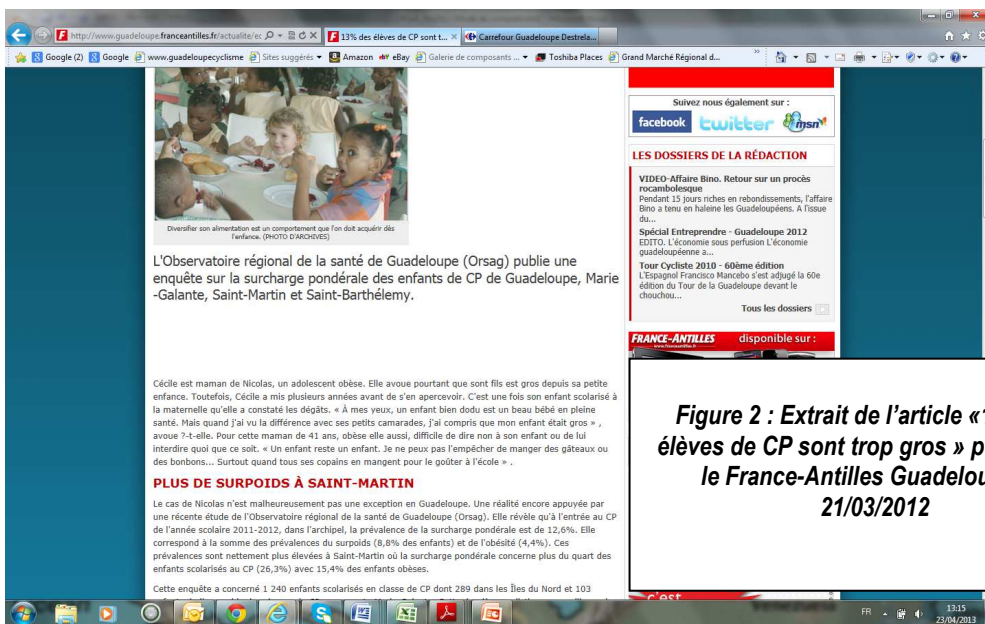 http://www.guadeloupe.franceantilles.fr/actualite/ec
13% des élèves de CP sont t...
Carrefour Guadeloupe Destrela...
Google (2) Google www.guadeloupecyclisme Sites suggérés Amazon eBay Galerie de composants ... Toshiba Places Grand Marché Régional d... »
Diversifier son alimentation est un comportement que l'on doit acquérir dès
l'enfance. (PHOTO D'ARCHIVES)
L'Observatoire régional de la santé de Guadeloupe (Orsag) publie une
enquête sur la surcharge pondérale des enfants de CP de Guadeloupe, Marie
-Galante, Saint-Martin et Saint-Barthélemy.
Cécile est maman de Nicolas, un adolescent obèse. Elle avoue pourtant que sont fils est gros depuis sa petite
enfance. Toutefois, Cécile a mis plusieurs années avant de s'en apercevoir. C'est une fois son enfant scolarisé à
la maternelle qu'elle a constaté les dégâts. « À mes yeux, un enfant bien dodu est un beau bébé en pleine
santé. Mais quand j'ai vu la différence avec ses petits camarades, j'ai compris que mon enfant était gros » ,
avoue ?-t-elle. Pour cette maman de 41 ans, obèse elle aussi, difficile de dire non à son enfant ou de lui
interdire quoi que ce soit. « Un enfant reste un enfant. Je ne peux pas l'empêcher de manger des gâteaux ou
des bonbons... Surtout quand tous ses copains en mangent pour le goûter à l'école » .
PLUS DE SURPOIDS À SAINT-MARTIN
Le cas de Nicolas n'est malheureusement pas une exception en Guadeloupe. Une réalité encore appuyée par
une récente étude de l'Observatoire régional de la santé de Guadeloupe (Orsag). Elle révèle qu'à l'entrée au CP
de l'année scolaire 2011-2012, dans l'archipel, la prévalence de la surcharge pondérale est de 12,6%. Elle
correspond à la somme des prévalences du surpoids (8,8% des enfants) et de l'obésité (4,4%). Ces
prévalences sont nettement plus élevées à Saint-Martin où la surcharge pondérale concerne plus du quart des
enfants scolarisés au CP (26,3%) avec 15,4% des enfants obèses.
Cette enquête a concerné 1 240 enfants scolarisés en classe de CP dont 289 dans les Îles du Nord et 103
Suivez nous également sur :
facebook twitter msn
LES DOSSIERS DE LA RÉDACTION
VIDEO-Affaire Bino. Retour sur un procès
rocambolesque
Pendant 15 jours riches en rebondissements, l'affaire
Bino a tenu en haleine les Guadeloupéens. A l'issue
du...
Spécial Entreprendre - Guadeloupe 2012
EDITO. L'économie sous perfusion L'économie
guadeloupéenne a...
Tour Cycliste 2010 - 60ème édition
L'Espagnol Francisco Mancebo s'est adjugé la 60e
édition du Tour de la Guadeloupe devant le
chouchou...
Tous les dossiers
FRANCE-ANTILLES disponible sur :
Figure 2 : Extrait de l'article «
élèves de CP sont trop gros » p
le France-Antilles Guadelou
21/03/2012
c'est
FR
13:15
23/04/2013